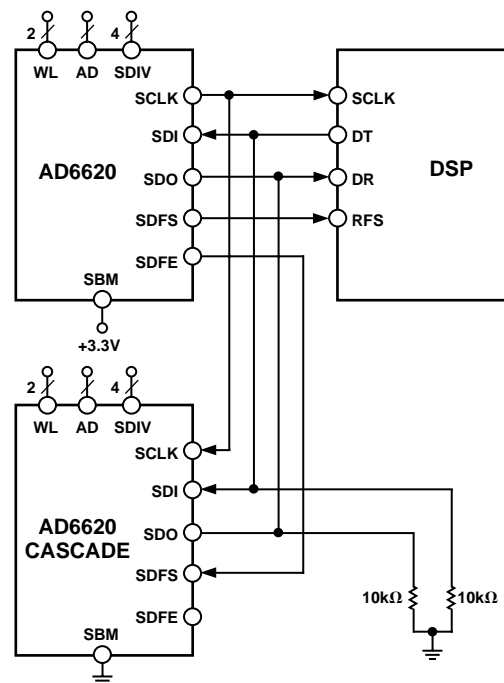 2 4
WL AD SDIV
SCLK
SDI
SDO
SDFS
SDFE
AD6620
SBM
+3.3V
SCLK
DT
DR
RFS
DSP
2 4
WL AD SDIV
SCLK
SDI
SDO
SDFS
SDFE
AD6620
CASCADE
SBM
10kΩ 10kΩ